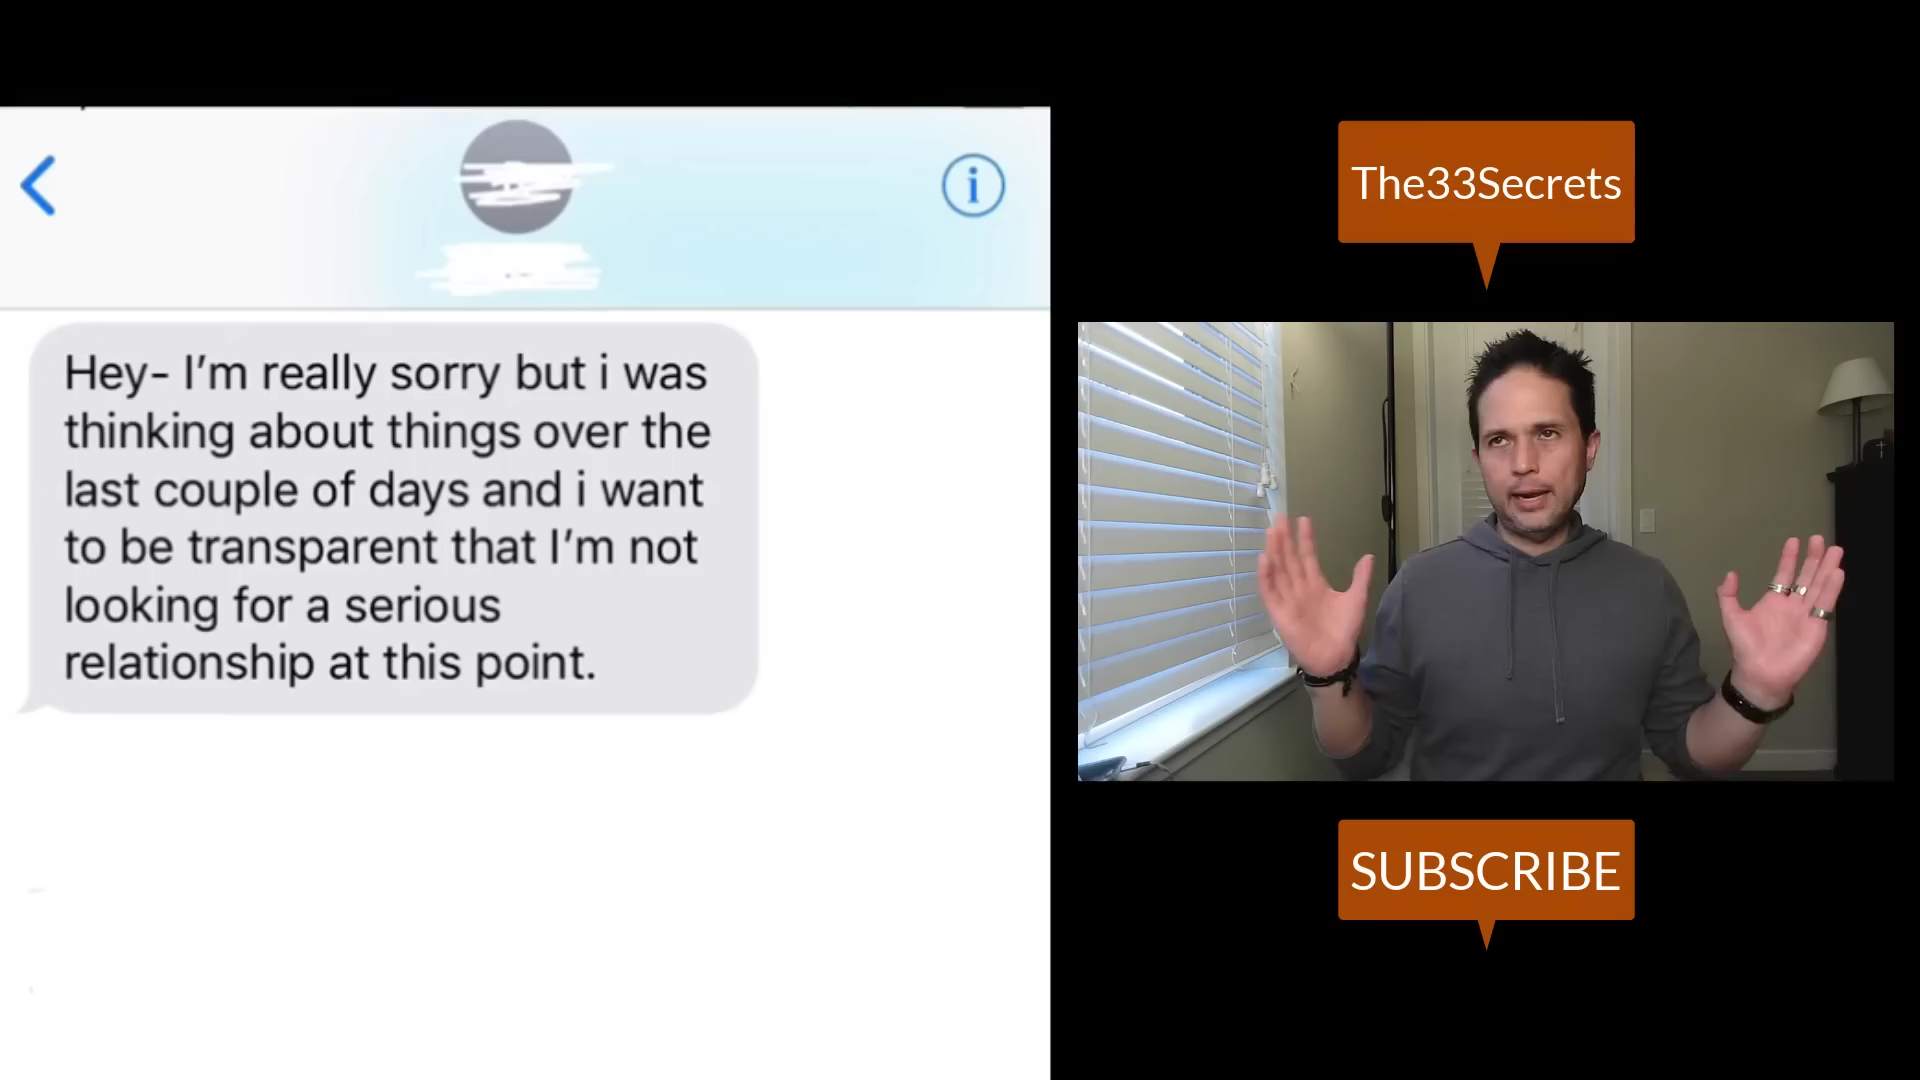 Hey- I'm really sorry but i was
thinking about things over the
last couple of days and i want
to be transparent that I'm not
looking for a serious
relationship at this point.
The33Secrets
SUBSCRIBE